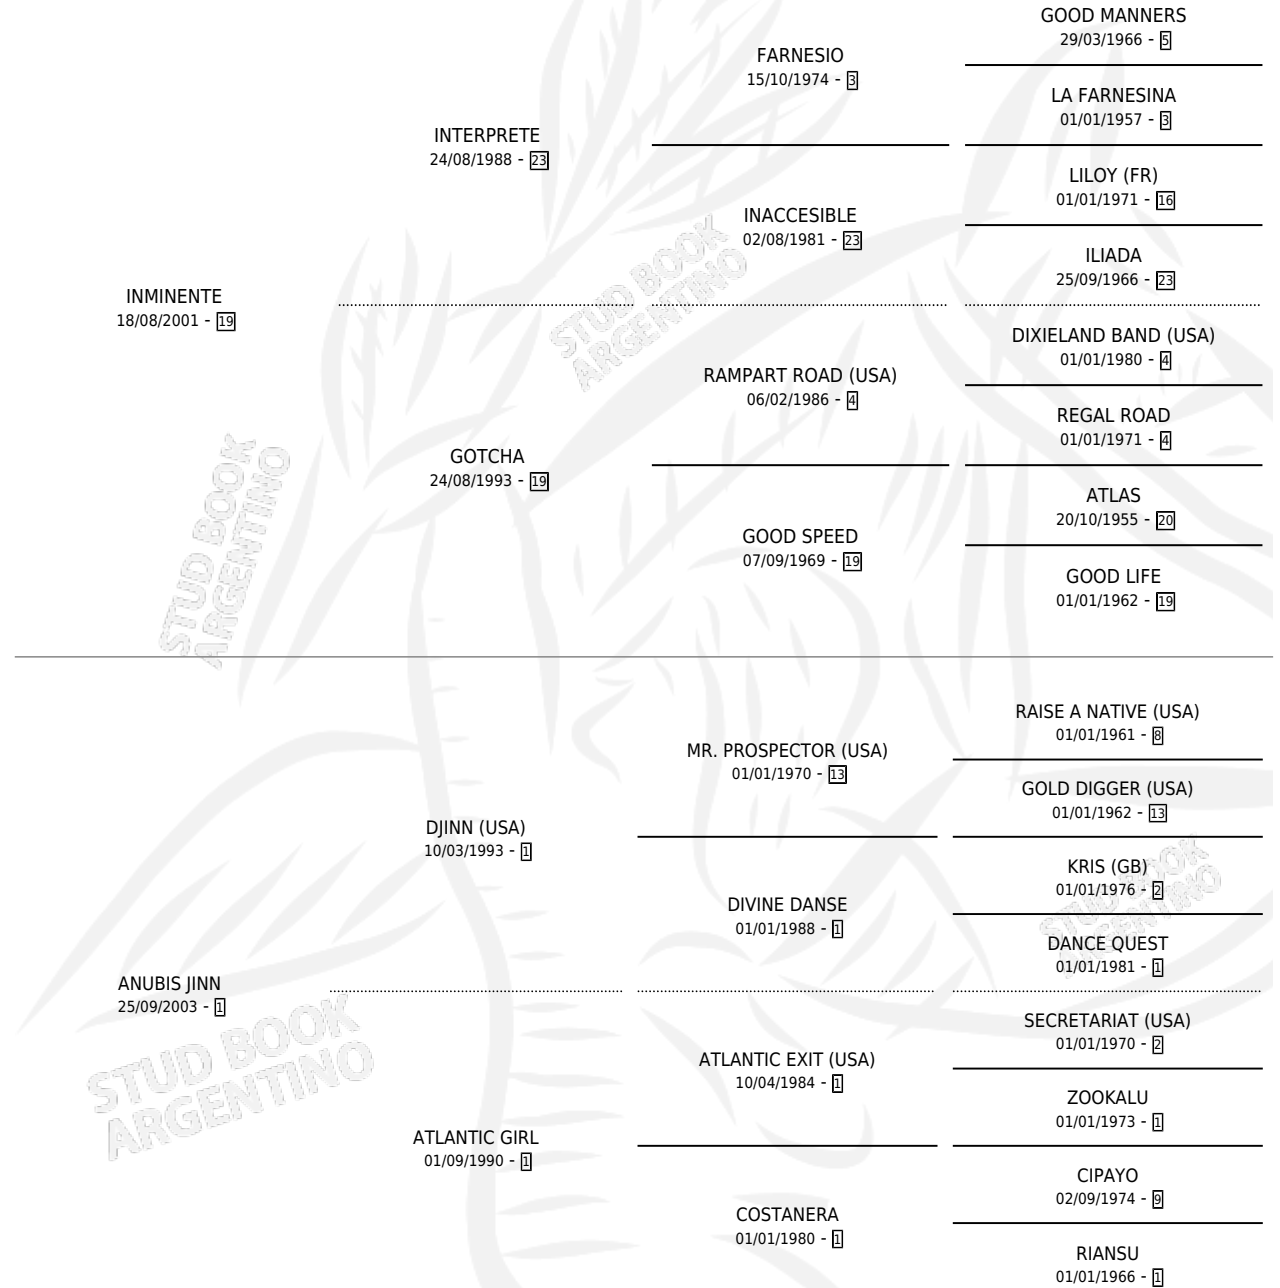 GOOD MANNERS
29/03/1966 - 5
FARNESIO
15/10/1974 - 3
LA FARNESINA
01/01/1957 - 3
INTERPRETE
24/08/1988 - 23
LILOY (FR)
01/01/1971 - 16
INACCESIBLE
02/08/1981 - 23
ILIADA
25/09/1966 - 23
INMINENTE
18/08/2001 - 19
DIXIELAND BAND (USA)
01/01/1980 - 4
RAMPART ROAD (USA)
06/02/1986 - 4
REGAL ROAD
01/01/1971 - 4
GOTCHA
24/08/1993 - 19
ATLAS
20/10/1955 - 20
GOOD SPEED
07/09/1969 - 19
GOOD LIFE
01/01/1962 - 19
STUD BOOK
ARGENTINO
STUD BOOK
ARGENTINO
RAISE A NATIVE (USA)
01/01/1961 - 8
MR. PROSPECTOR (USA)
01/01/1970 - 13
GOLD DIGGER (USA)
01/01/1962 - 13
DJINN (USA)
10/03/1993 - 1
KRIS (GB)
01/01/1976 - 2
DIVINE DANSE
01/01/1988 - 1
DANCE QUEST
01/01/1981 - 1
ANUBIS JINN
25/09/2003 - 1
SECRETARIAT (USA)
01/01/1970 - 2
ATLANTIC EXIT (USA)
10/04/1984 - 1
ZOOKALU
01/01/1973 - 1
ATLANTIC GIRL
01/09/1990 - 1
CIPAYO
02/09/1974 - 9
COSTANERA
01/01/1980 - 1
RIANSU
01/01/1966 - 1
STUD BOOK
ARGENTINO
STUD BOOK
ARGENTINO